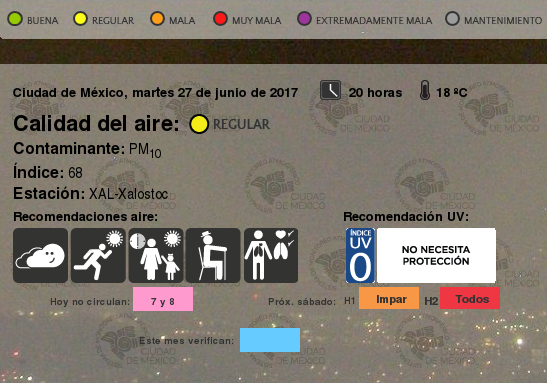 BUENA REGULAR MALA MUY MALA EXTREMADAMENTE MALA MANTENIMIENTO
Ciudad de México, martes 27 de junio de 2017 20 horas 18 ºC
Calidad del aire: REGULAR
Contaminante: PM10
Índice: 68
Estación: XAL-Xalostoc
Recomendaciones aire: Recomendación UV:
ÍNDICE
UV
0
NO NECESITA
PROTECCIÓN
Hoy no circulan: 7 y 8 Próx. sábado: H1 Impar H2 Todos
Este mes verifican:
CIUDAD
DE MÉXICO